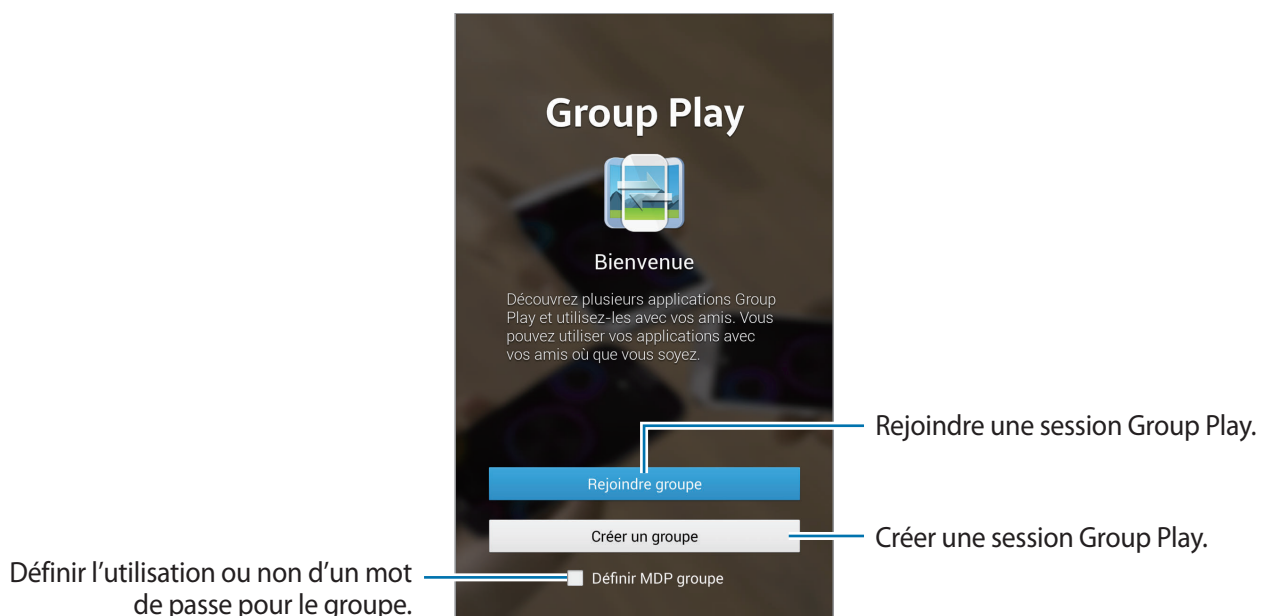 Group Play
Bienvenue
Découvrez plusieurs applications Group
Play et utilisez-les avec vos amis. Vous
pouvez utiliser vos applications avec
vos amis où que vous soyez.
Rejoindre une session Group Play.
Rejoindre groupe
Créer un groupe
Créer une session Group Play.
Définir l’utilisation ou non d’un mot
de passe pour le groupe.
Définir MDP groupe